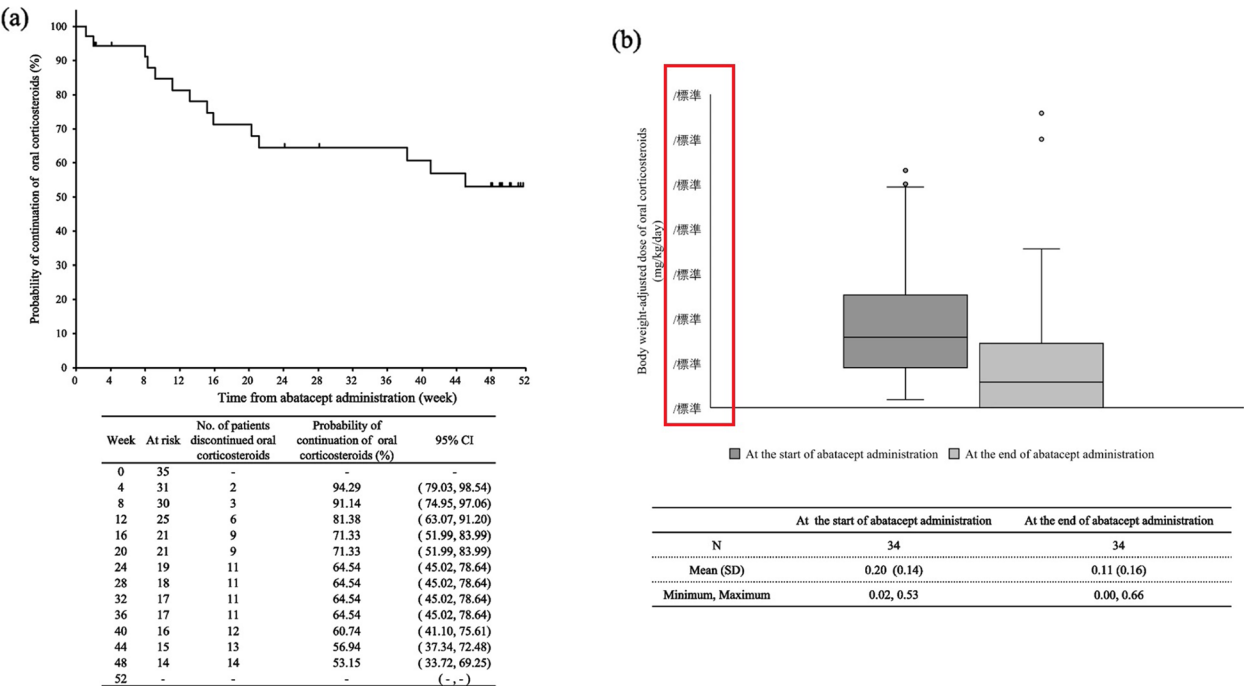 (a)
Probability of continuation of oral corticosteroids (%)
100
90
80
70
60
50
40
30
20
10
0
0 4 8 12 16 20 24 28 32 36 40 44 48 52
Time from abatacept administration (week)
Week At risk No. of patients discontinued oral corticosteroids Probability of continuation of oral corticosteroids (%) 95% CI
0 35 - - -
4 31 2 94.29 ( 79.03, 98.54)
8 30 3 91.14 ( 74.95, 97.06)
12 25 6 81.38 ( 63.07, 91.20)
16 21 9 71.33 ( 51.99, 83.99)
20 21 9 71.33 ( 51.99, 83.99)
24 19 11 64.54 ( 45.02, 78.64)
28 18 11 64.54 ( 45.02, 78.64)
32 17 11 64.54 ( 45.02, 78.64)
36 17 11 64.54 ( 45.02, 78.64)
40 16 12 60.74 ( 41.10, 75.61)
44 15 13 56.94 ( 37.34, 72.48)
48 14 14 53.15 ( 33.72, 69.25)
52 - - - ( - , - )
(b)
Body weight-adjusted dose of oral corticosteroids
(mg/kg/day)
/標準
/標準
/標準
/標準
/標準
/標準
/標準
/標準
At the start of abatacept administration At the end of abatacept administration
At the start of abatacept administration At the end of abatacept administration
N 34 34
Mean (SD) 0.20 (0.14) 0.11 (0.16)
Minimum, Maximum 0.02, 0.53 0.00, 0.66